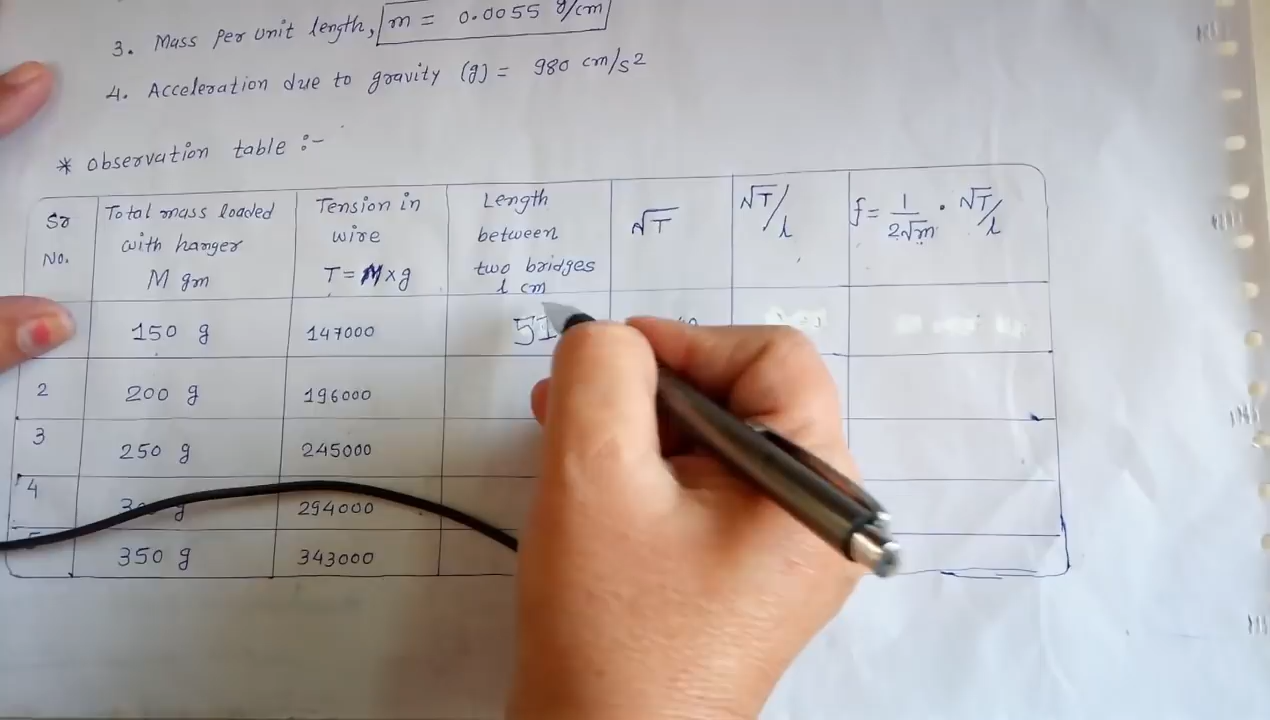 3. Mass Per Unit length, m = 0.0055 g/cm
4. Acceleration due to gravity (g) = 980 cm/s2
* Observation table :-
Sr No.
Total mass loaded with hanger M gm
Tension in wire T = M x g
Length between two bridges l cm
√T
√T/l
f = 1/2√m . √T/l
150 g 147000 51
2 200 g 196000
3 250 g 245000
4 294000
350 g 343000